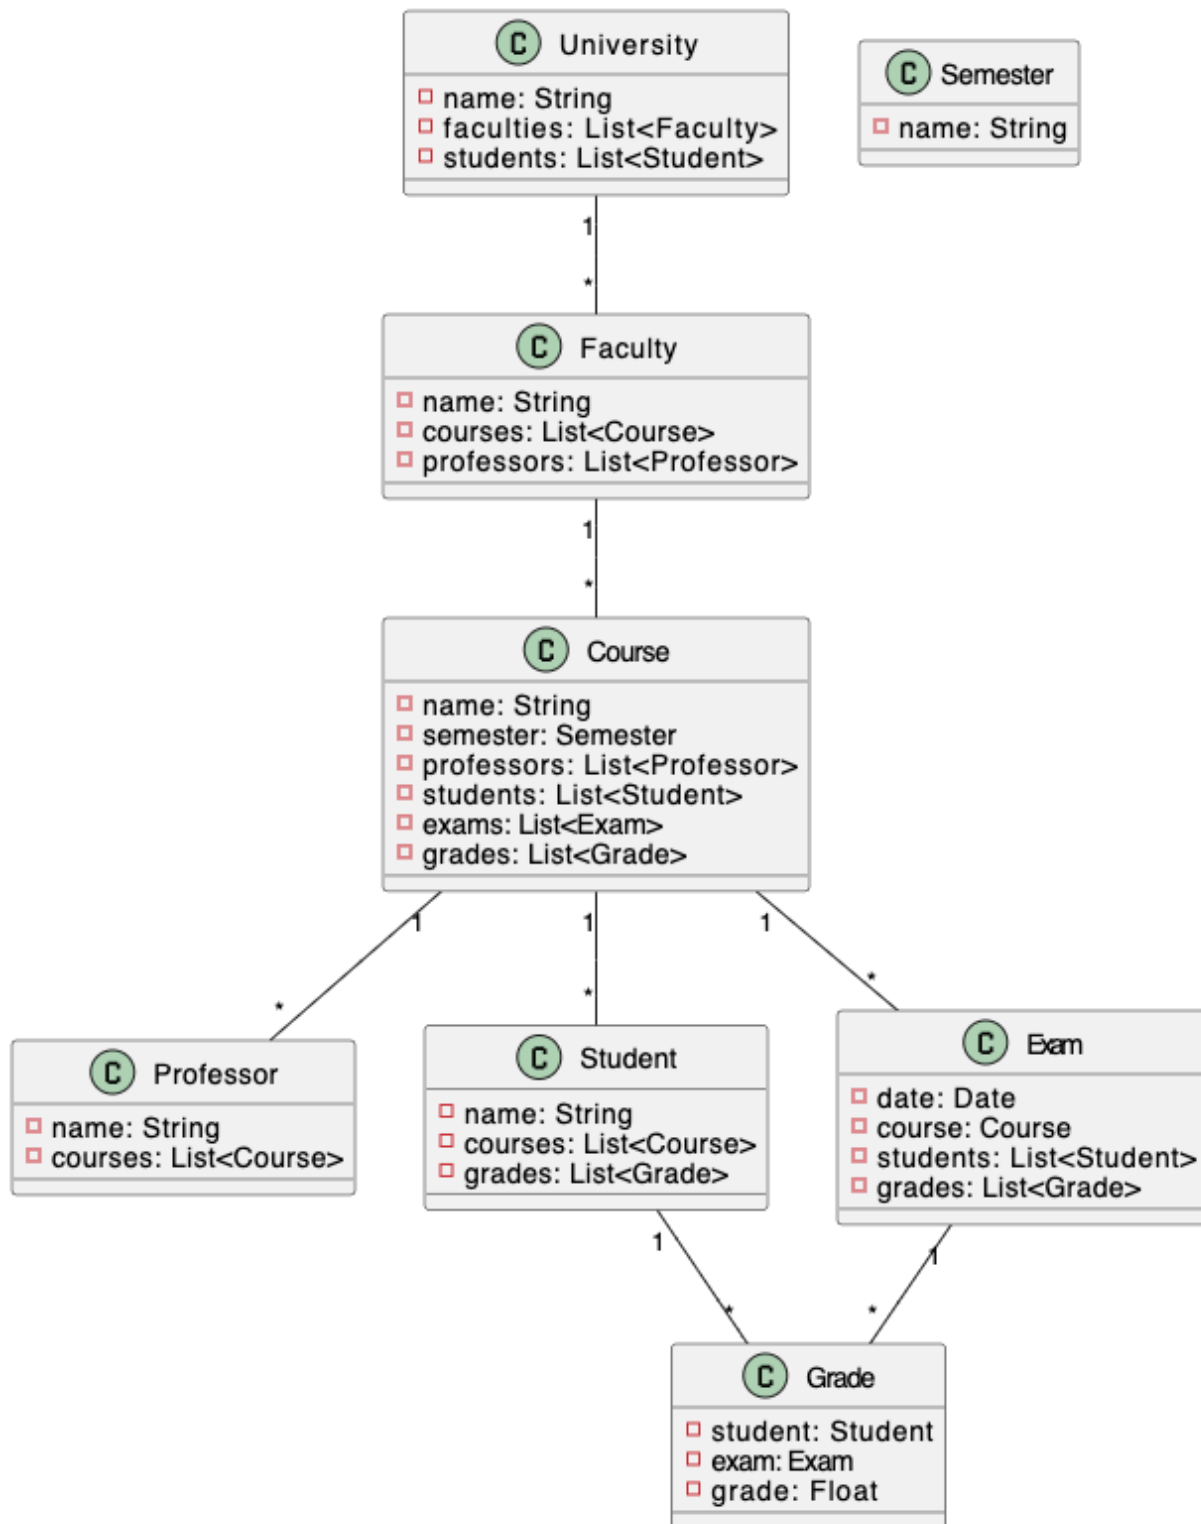 C University
name: String
faculties: List<Faculty>
students: List<Student>
C Semester
name: String
1
*
C Faculty
name: String
courses: List<Course>
professors: List<Professor>
1
*
C Course
name: String
semester: Semester
professors: List<Professor>
students: List<Student>
exams: List<Exam>
grades: List<Grade>
1
1
1
*
*
*
C Professor
name: String
courses: List<Course>
C Student
name: String
courses: List<Course>
grades: List<Grade>
C Exam
date: Date
course: Course
students: List<Student>
grades: List<Grade>
1
1
*
*
C Grade
student: Student
exam: Exam
grade: Float